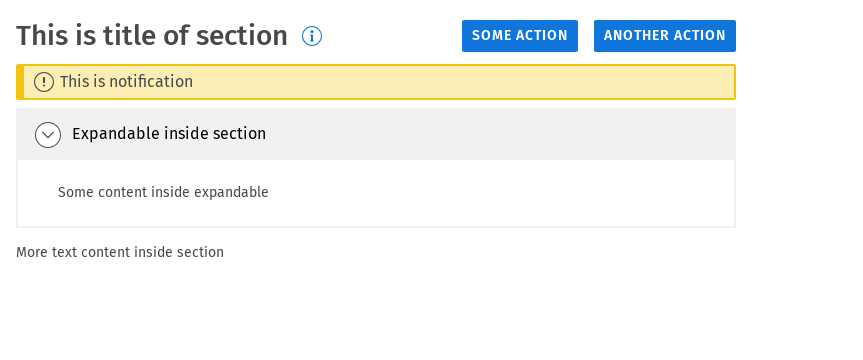 This is title of section
SOME ACTION
ANOTHER ACTION
This is notification
Expandable inside section
Some content inside expandable
More text content inside section